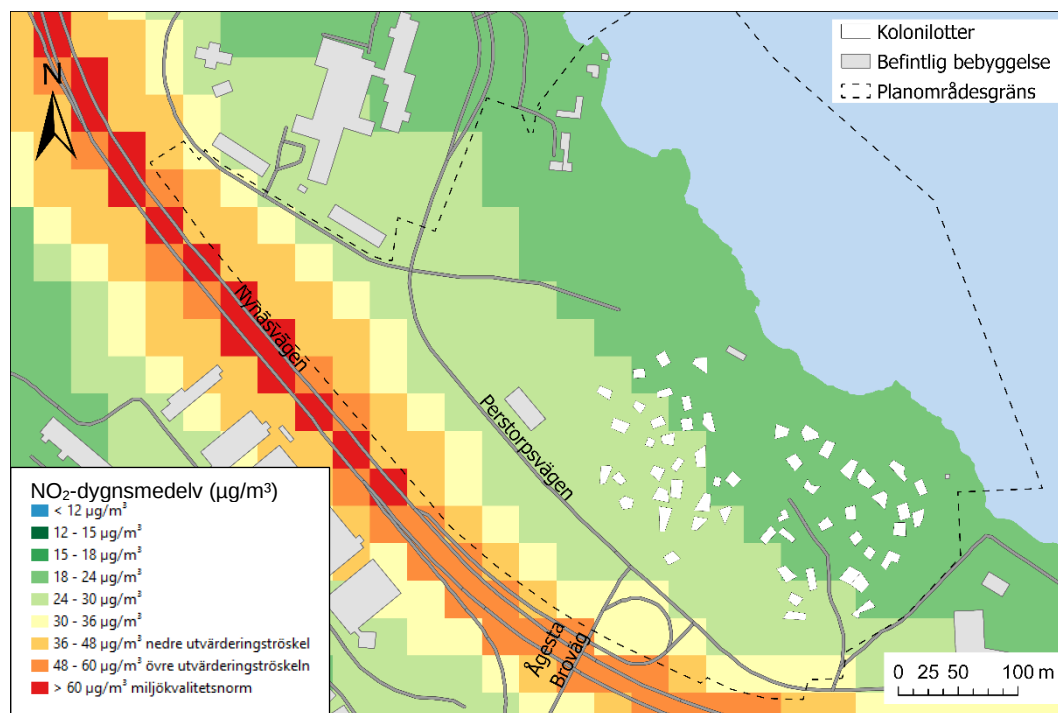 Kolonilotter
Befintlig bebyggelse
Planområdesgräns
N
Nynäsvägen
Perstorpsvägen
Ågesta
Broväg
NO₂-dygnsmedelv (µg/m³)
< 12 µg/m³
12 - 15 µg/m³
15 - 18 µg/m³
18 - 24 µg/m³
24 - 30 µg/m³
30 - 36 µg/m³
36 - 48 µg/m³ nedre utvärderingströskel
48 - 60 µg/m³ övre utvärderingströskeln
> 60 µg/m³ miljökvalitetsnorm
0 25 50 100 m